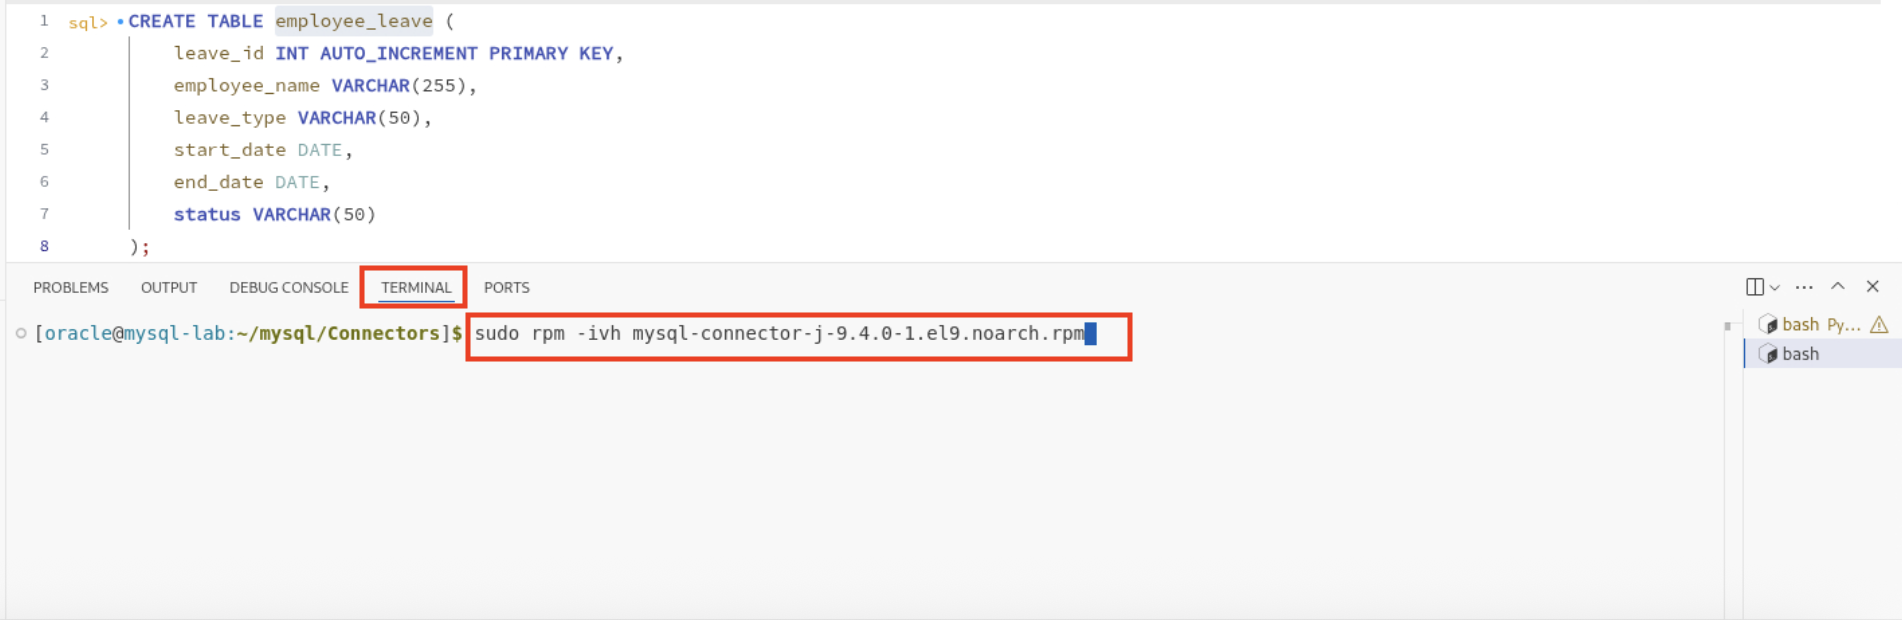 1 sql> CREATE TABLE employee_leave (
2 leave_id INT AUTO_INCREMENT PRIMARY KEY,
3 employee_name VARCHAR(255),
4 leave_type VARCHAR(50),
5 start_date DATE,
6 end_date DATE,
7 status VARCHAR(50)
8 );
PROBLEMS OUTPUT DEBUG CONSOLE TERMINAL PORTS
[oracle@mysql-lab:~/mysql/Connectors]$ sudo rpm -ivh mysql-connector-j-9.4.0-1.el9.noarch.rpm
bash Py...
bash